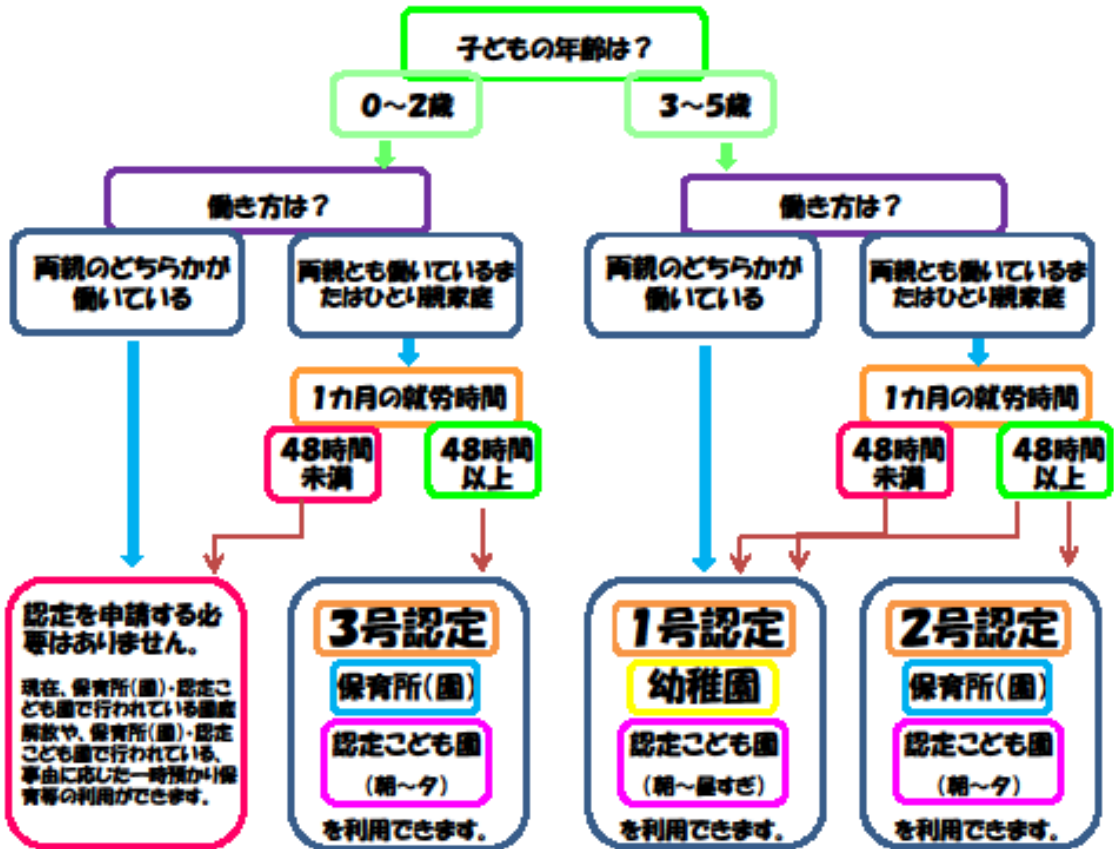 子どもの年齢は？
0～2歳
3～5歳
働き方は？
働き方は？
両親のどちらかが
働いている
両親とも働いているま
たはひとり親家庭
両親のどちらかが
働いている
両親とも働いているま
たはひとり親家庭
1カ月の就労時間
1カ月の就労時間
48時間
未満
48時間
以上
48時間
未満
48時間
以上
認定を申請する必
要はありません。
現在、保育所(園)・認定こ
ども園で行われている園庭
解放や、保育所(園)・認定
こども園で行われている、
事由に応じた一時預かり保
育等の利用ができます。
3号認定
保育所(園)
認定こども園
(朝～夕)
を利用できます。
1号認定
幼稚園
認定こども園
(朝～昼すぎ)
を利用できます。
2号認定
保育所(園)
認定こども園
(朝～夕)
を利用できます。